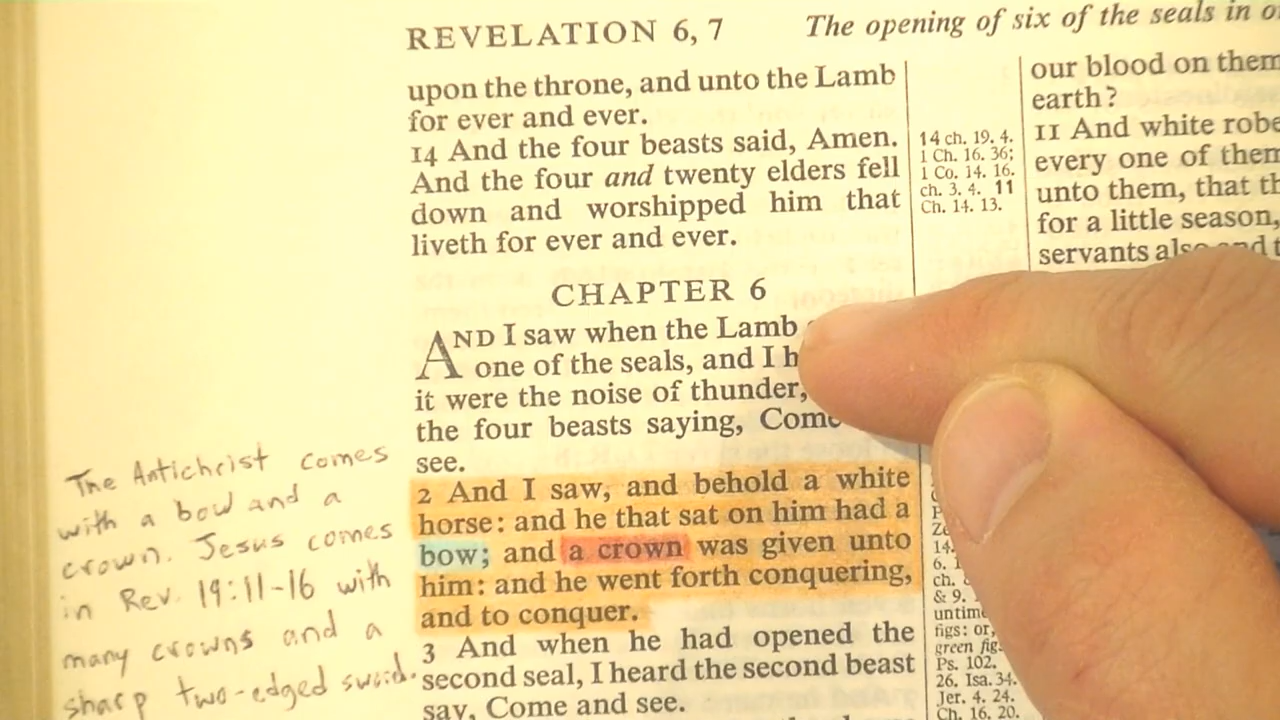 REVELATION 6, 7
The opening of six of the seals in
upon the throne, and unto the Lamb
for ever and ever.
14 And the four beasts said, Amen.
And the four and twenty elders fell
down and worshipped him that
liveth for ever and ever.
CHAPTER 6
AND I saw when the Lamb
one of the seals, and I
it were the noise of thunder,
the four beasts saying, Come
see.
2 And I saw, and behold a white
horse: and he that sat on him had a
bow; and a crown was given unto
him: and he went forth conquering,
and to conquer.
3 And when he had opened the
second seal, I heard the second beast
say, Come and see.
The Antichrist comes
with a bow and a
crown. Jesus comes
in Rev. 19:11-16 with
many crowns and a
sharp two-edged sword.
14 ch. 19. 4.
1 Ch. 16. 36;
1 Co. 14. 16.
ch. 3. 4. 11
Ch. 14. 13.
14.
6. 1
ch.
& 9.
figs: or,
green fig
Ps. 102.
26. Isa. 34.
Jer. 4. 24.
Ch. 16. 20.
our blood on them
earth?
11 And white
every one of them
unto them, that
for a little season,
servants also and